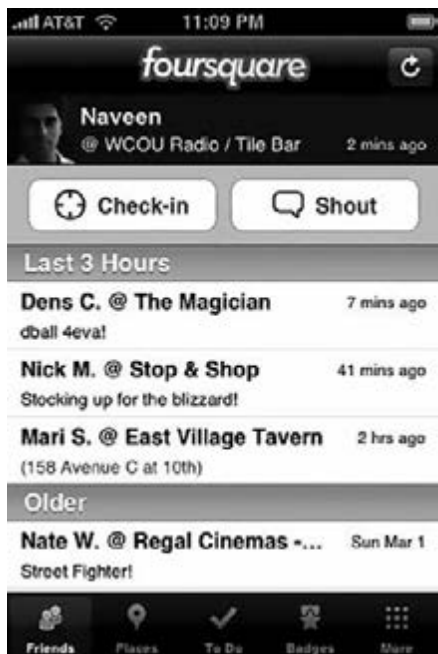 AT&T 11:09 PM
foursquare
Naveen
@ WCOU Radio / Tile Bar 2 mins ago
Check-in Shout
Last 3 Hours
Dens C. @ The Magician 7 mins ago
dball 4eva!
Nick M. @ Stop & Shop 41 mins ago
Stocking up for the blizzard!
Mari S. @ East Village Tavern 2 hrs ago
(158 Avenue C at 10th)
Older
Nate W. @ Regal Cinemas -... Sun Mar 1
Street Fighter!
Friends Places To Do Badges More